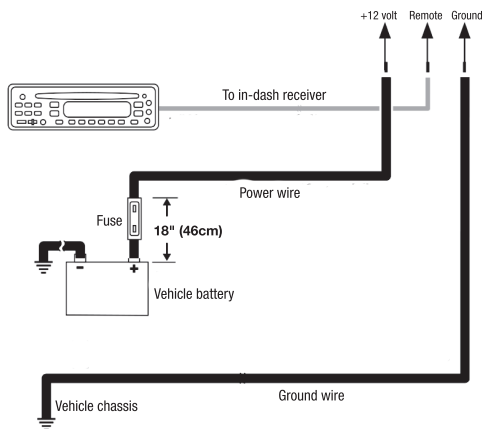 +12 volt Remote Ground
To in-dash receiver
Power wire
Fuse
18" (46cm)
- +
Vehicle battery
Ground wire
Vehicle chassis